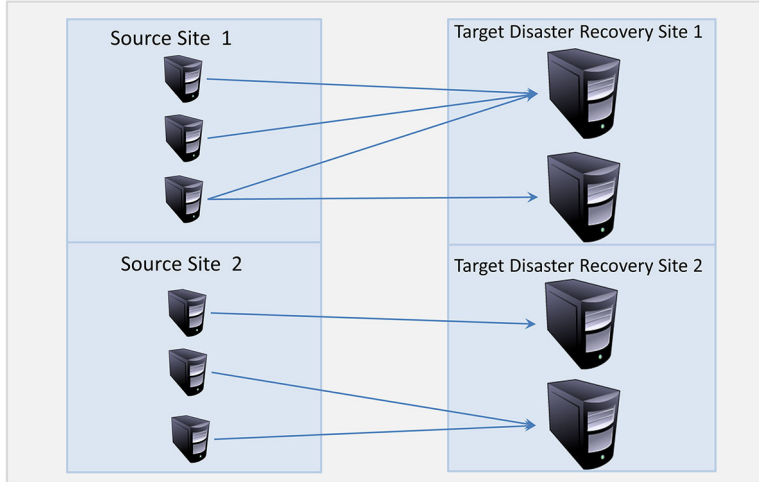 Source Site 1
Target Disaster Recovery Site 1
Source Site 2
Target Disaster Recovery Site 2